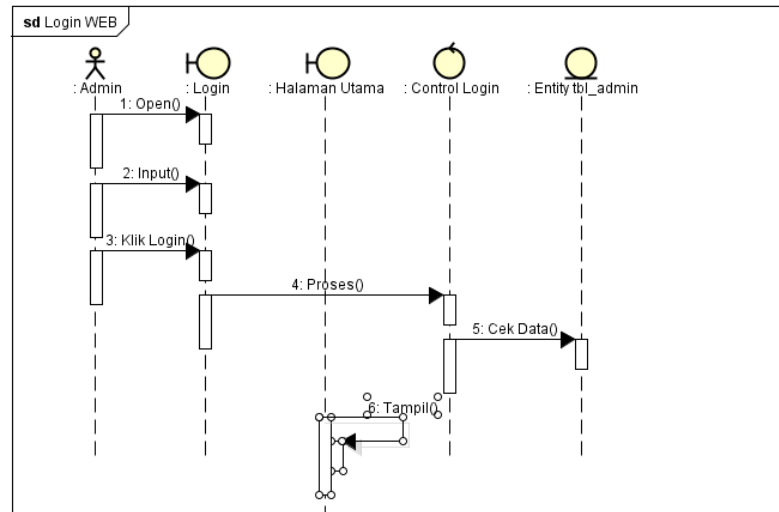 sd Login WEB
: Admin
: Login
: Halaman Utama
: Control Login
: Entity tbl_admin
1: Open()
2: Input()
3: Klik Login()
4: Proses()
5: Cek Data()
6: Tampil()